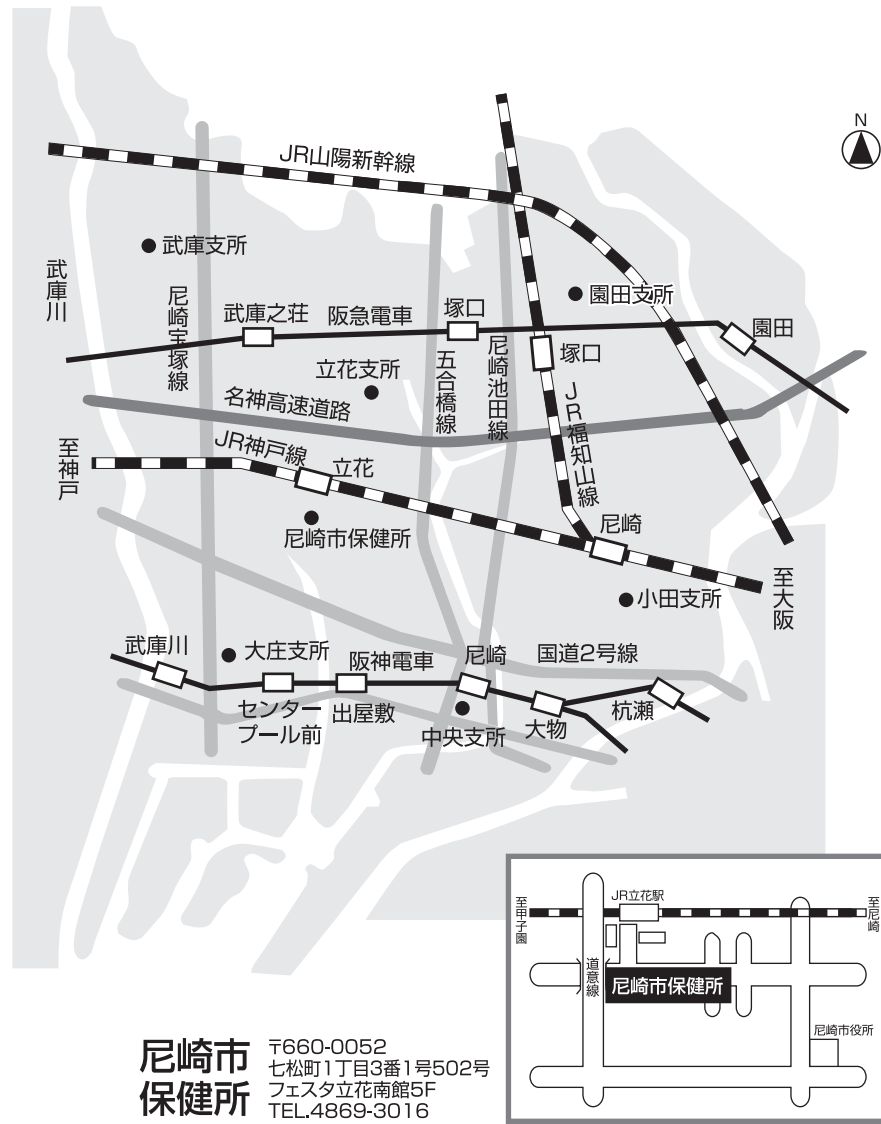 N
JR山陽新幹線
武庫支所
武庫川
園田支所
尼崎宝塚線
武庫之荘
阪急電車
塚口
園田
立花支所
五合橋線
尼崎池田線
塚口
名神高速道路
JR福知山線
JR神戸線
至神戸
立花
尼崎市保健所
尼崎
至大阪
小田支所
武庫川
大庄支所
阪神電車
尼崎
国道2号線
センター
プール前
出屋敷
中央支所
大物
杭瀬
JR立花駅
至甲子園
至尼崎
道意線
尼崎市保健所
尼崎市役所
尼崎市
保健所
〒660-0052
七松町1丁目3番1号502号
フェスタ立花南館5F
TEL.4869-3016